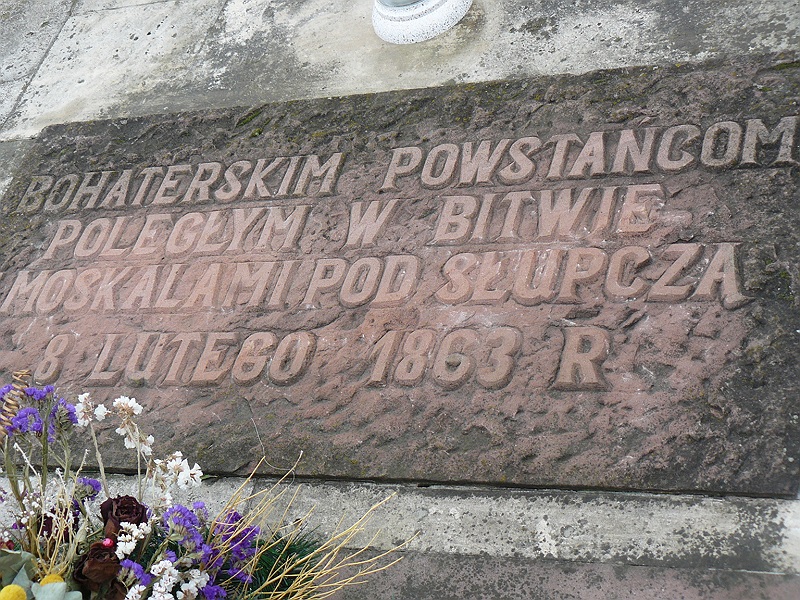 BOHATERSKIM POWSTAŃCOM
POLEGŁYM W BITWIE
MOSKALAMI POD SŁUPCZĄ
8 LUTEGO 1863 R